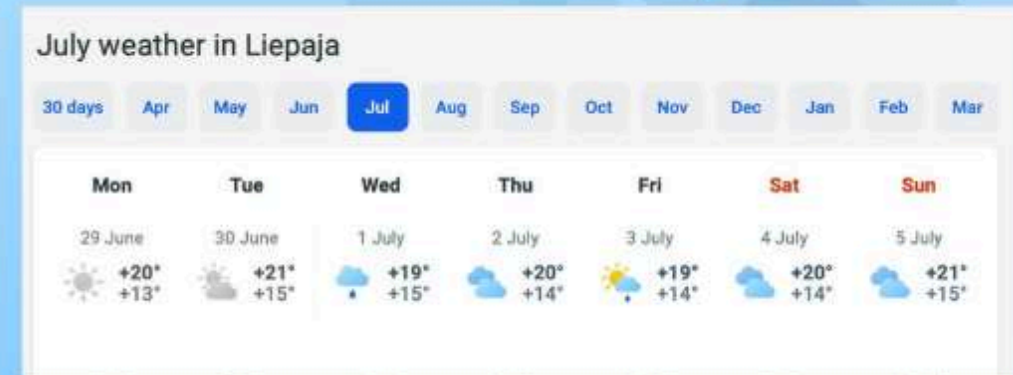 July weather in Liepaja
30 days Apr May Jun Jul Aug Sep Oct Nov Dec Jan Feb Mar
Mon Tue Wed Thu Fri Sat Sun
29 June 30 June 1 July 2 July 3 July 4 July 5 July
+20° +21° +19° +20° +19° +20° +21°
+13° +15° +15° +14° +14° +14° +15°